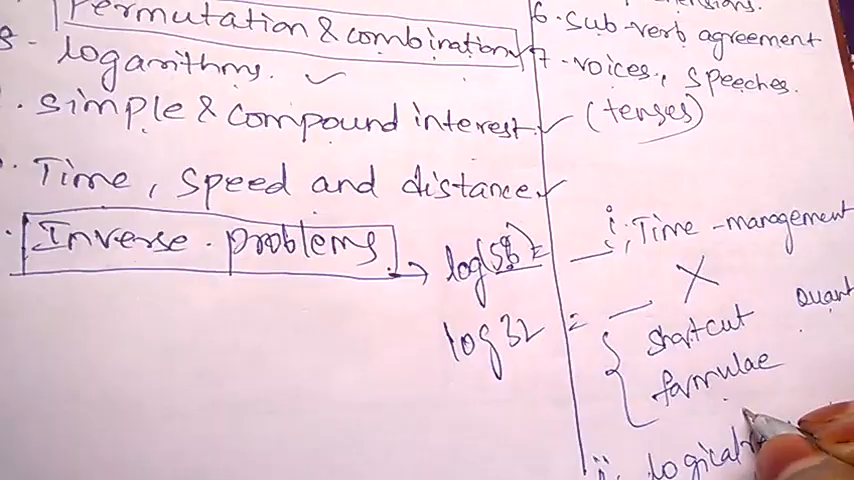 Permutation & combination
8. logarithms. ✓
. Simple & compound interest ✓
. Time, Speed and distance ✓
. Inverse problems → log(56) =
log 32 =
6. Sub-verb agreement
7. voices, speeches.
(tenses)
i, Time-management
X
shortcut
formulae
Quant
ii. logical